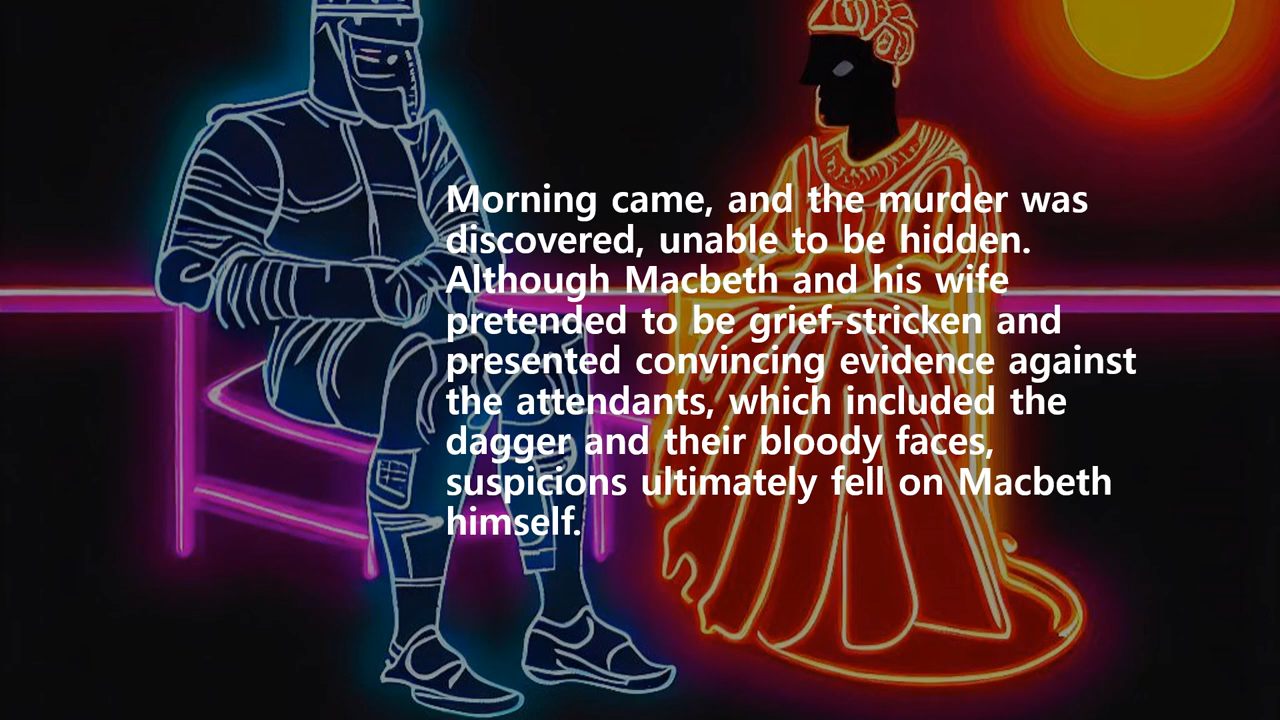 Morning came, and the murder was
discovered, unable to be hidden.
Although Macbeth and his wife
pretended to be grief-stricken and
presented convincing evidence against
the attendants, which included the
dagger and their bloody faces,
suspicions ultimately fell on Macbeth
himself.